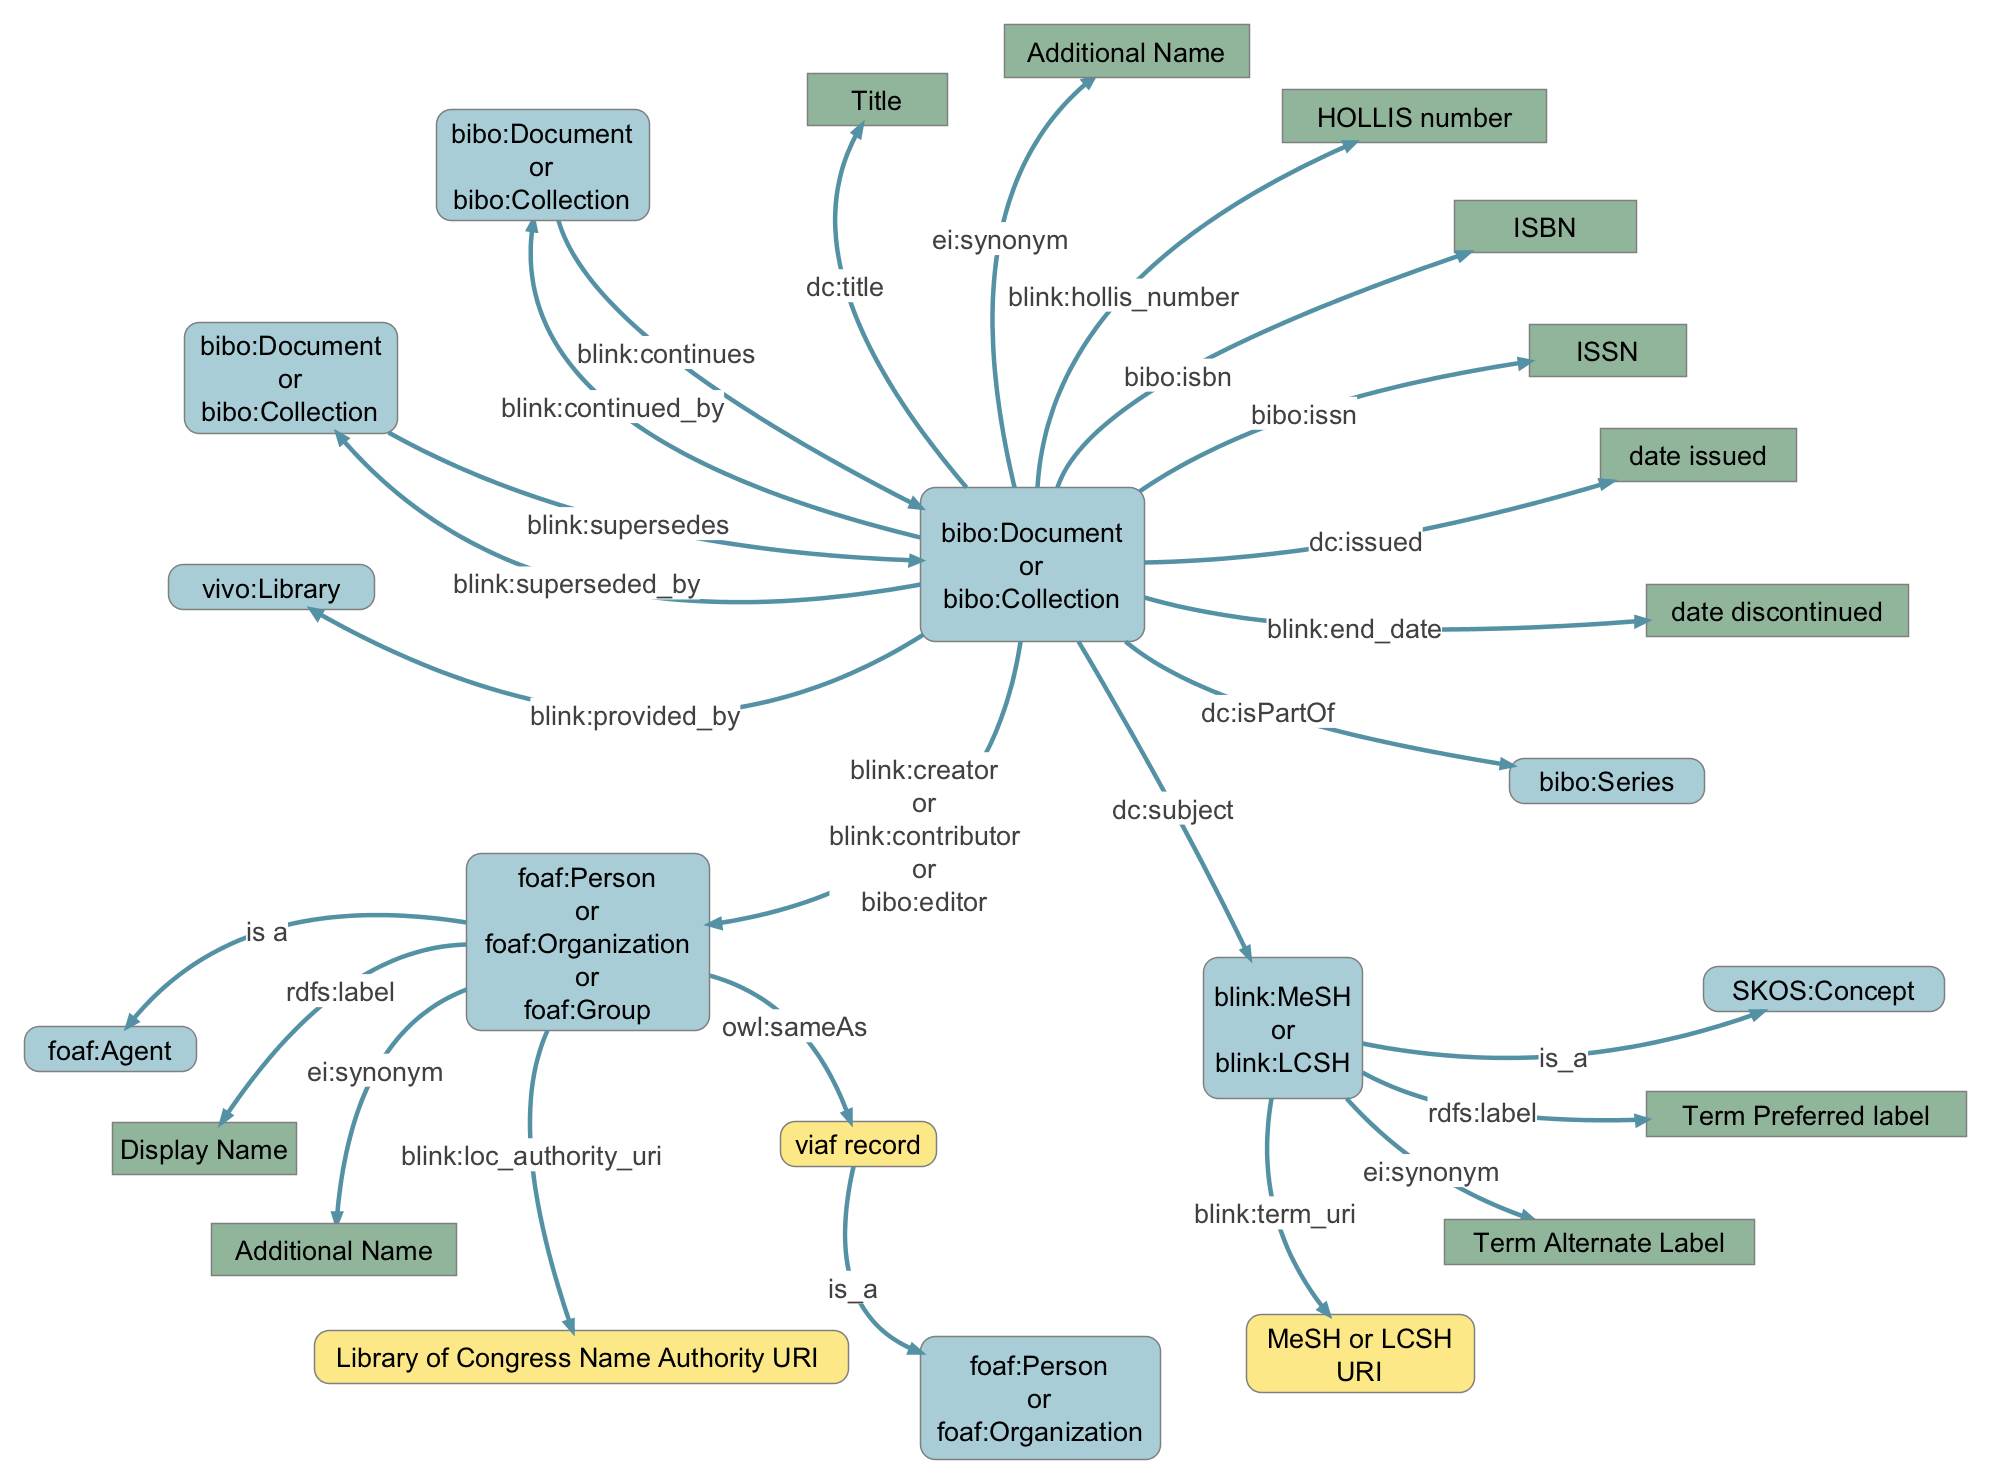 Additional Name
Title
HOLLIS number
bibo:Document
or
bibo:Collection
ISBN
ei:synonym
dc:title
blink:hollis_number
bibo:Document
or
bibo:Collection
blink:continues
ISSN
bibo:isbn
blink:continued_by
bibo:issn
date issued
blink:supersedes
bibo:Document
or
bibo:Collection
dc:issued
vivo:Library
blink:superseded_by
date discontinued
blink:end_date
blink:provided_by
dc:isPartOf
bibo:Series
blink:creator
or
blink:contributor
or
bibo:editor
dc:subject
foaf:Person
or
foaf:Organization
or
foaf:Group
is a
rdfs:label
foaf:Agent
ei:synonym
owl:sameAs
blink:MeSH
or
blink:LCSH
SKOS:Concept
is_a
rdfs:label
Term Preferred label
Display Name
blink:loc_authority_uri
viaf record
ei:synonym
blink:term_uri
Term Alternate Label
Additional Name
is_a
Library of Congress Name Authority URI
foaf:Person
or
foaf:Organization
MeSH or LCSH
URI